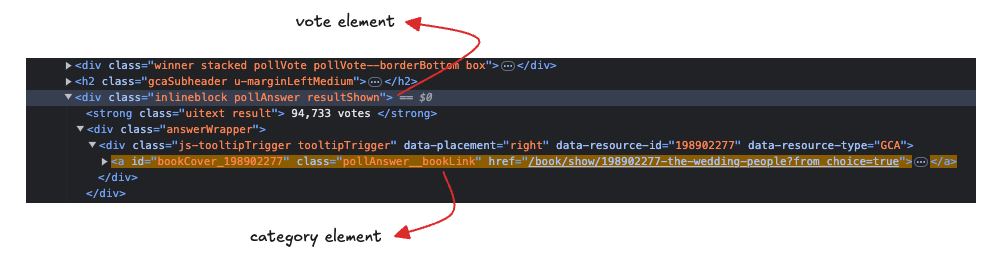 vote element
▶<div class="winner stacked pollVote pollVote--borderBottom box">⋯</div>
▶<h2 class="gcaSubheader u-marginLeftMedium">⋯</h2>
▼<div class="inlineblock pollAnswer resultShown"> == $0
<strong class="uitext result"> 94,733 votes </strong>
▼<div class="answerWrapper">
▼<div class="js-tooltipTrigger tooltipTrigger" data-placement="right" data-resource-id="198902277" data-resource-type="GCA">
▶<a id="bookCover_198902277" class="pollAnswer__bookLink" href="/book/show/198902277-the-wedding-people?from_choice=true">⋯</a>
</div>
</div>
category element